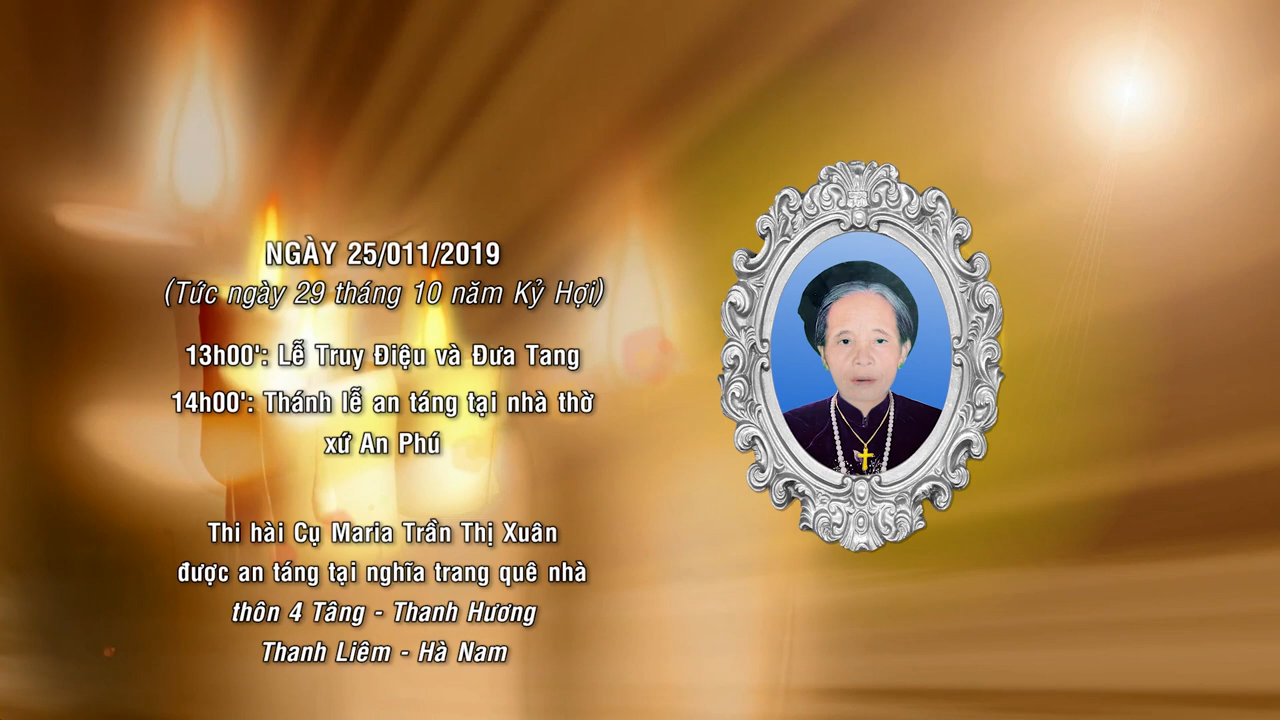 NGÀY 25/011/2019
(Tức ngày 29 tháng 10 năm Kỷ Hợi)
13h00': Lễ Truy Điệu và Đưa Tang
14h00': Thánh lễ an táng tại nhà thờ
xứ An Phú
Thi hài Cụ Maria Trần Thị Xuân
được an táng tại nghĩa trang quê nhà
thôn 4 Tâng - Thanh Hương
Thanh Liêm - Hà Nam